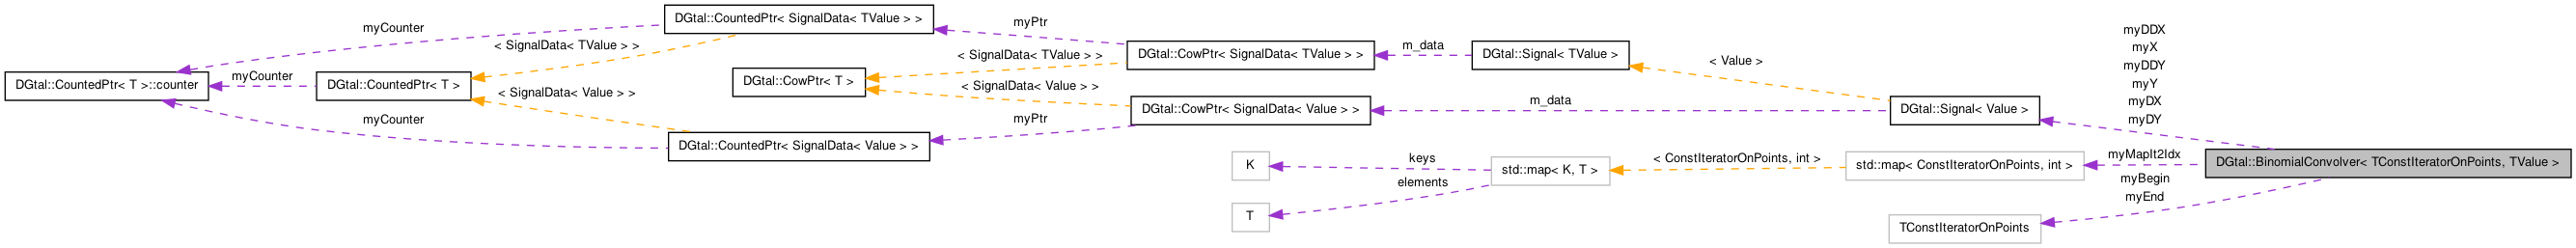 DGtal::CountedPtr< T >::counter
myCounter
myCounter
myCounter
DGtal::CountedPtr< T >
< SignalData< TValue > >
< SignalData< Value > >
DGtal::CountedPtr< SignalData< TValue > >
DGtal::CountedPtr< SignalData< Value > >
DGtal::CowPtr< T >
myPtr
< SignalData< TValue > >
< SignalData< Value > >
myPtr
DGtal::CowPtr< SignalData< TValue > >
DGtal::CowPtr< SignalData< Value > >
K
T
keys
elements
m_data
DGtal::Signal< TValue >
m_data
std::map< K, T >
< Value >
< ConstIteratorOnPoints, int >
DGtal::Signal< Value >
std::map< ConstIteratorOnPoints, int >
TConstIteratorOnPoints
myDDX
myX
myDDY
myY
myDX
myDY
myMapIt2Idx
myBegin
myEnd
DGtal::BinomialConvolver< TConstIteratorOnPoints, TValue >